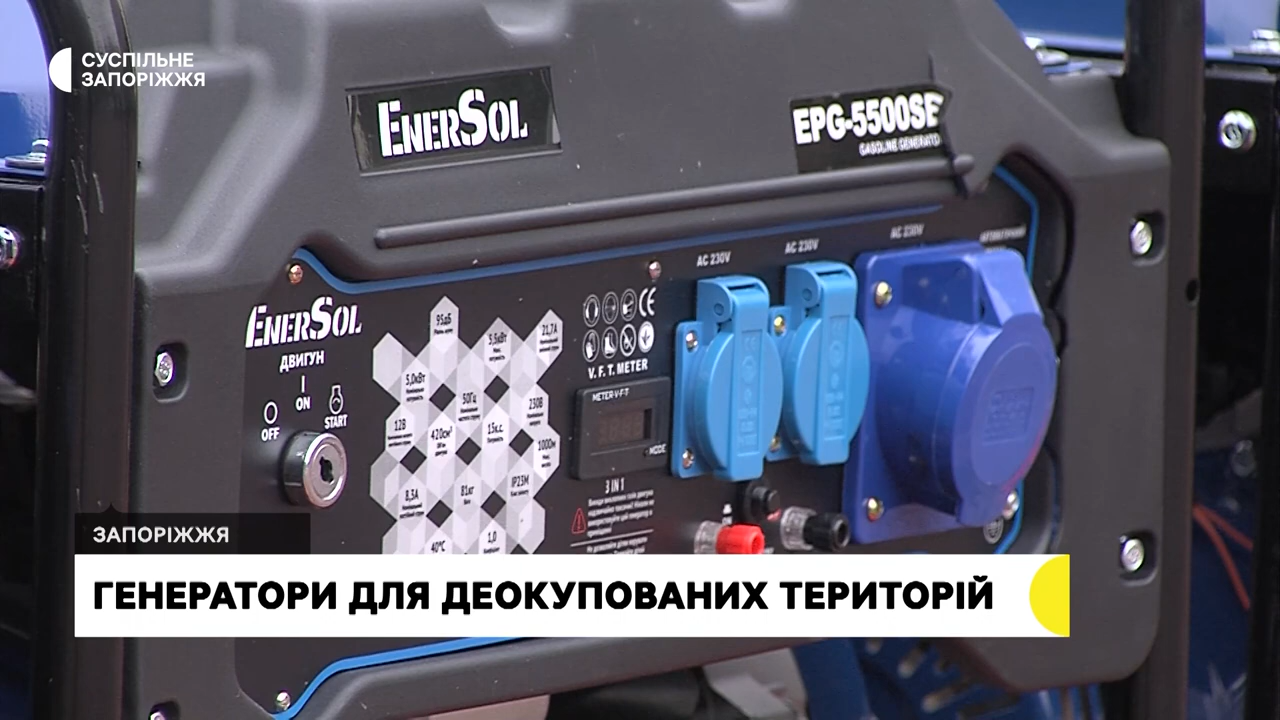 СУСПІЛЬНЕ
ЗАПОРІЖЖЯ
ENERSOL
EPG-5500SE
GASOLINE GENERATOR
AC 230V
AC 230V
AC 230V
ENERSOL
ДВИГУН
I
ON
OFF
START
95дБ
5,5кВт
21,7А
5,0кВт
50Гц
230В
12В
420см³
15к.с.
1000м
8,3А
81кг
IP23M
40°C
1,0
CE
V. F. T. METER
METER-V-F-T
MODE
3 IN 1
ЗАПОРІЖЖЯ
ГЕНЕРАТОРИ ДЛЯ ДЕОКУПОВАНИХ ТЕРИТОРІЙ